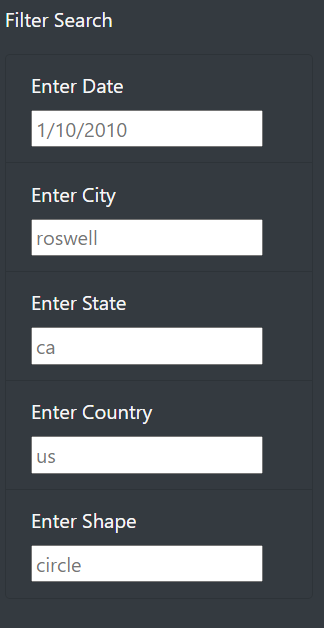 Filter Search
Enter Date
1/10/2010
Enter City
roswell
Enter State
ca
Enter Country
us
Enter Shape
circle